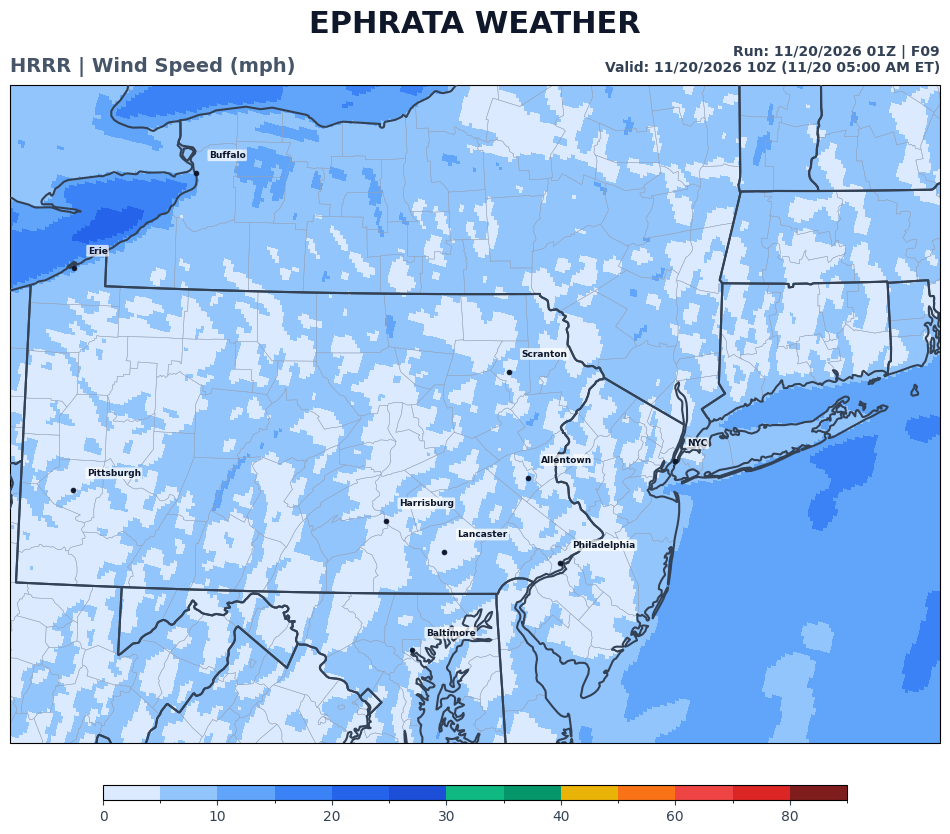 EPHRATA WEATHER
HRRR | Wind Speed (mph)
Run: 11/20/2026 01Z | F09
Valid: 11/20/2026 10Z (11/20 05:00 AM ET)
Buffalo
Erie
Scranton
NYC
Allentown
Pittsburgh
Harrisburg
Lancaster
Philadelphia
Baltimore
0 10 20 30 40 50 60 70 80